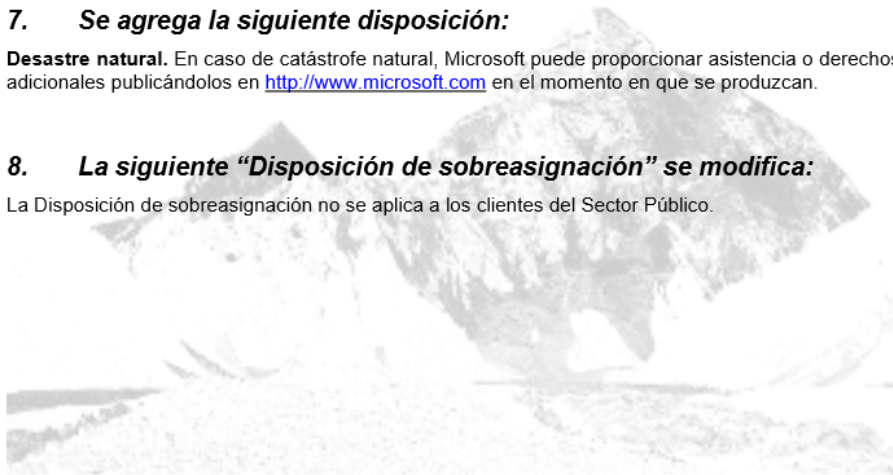 7. Se agrega la siguiente disposición:
Desastre natural. En caso de catástrofe natural, Microsoft puede proporcionar asistencia o derechos
adicionales publicándolos en http://www.microsoft.com en el momento en que se produzcan.
8. La siguiente “Disposición de sobreasignación” se modifica:
La Disposición de sobreasignación no se aplica a los clientes del Sector Público.